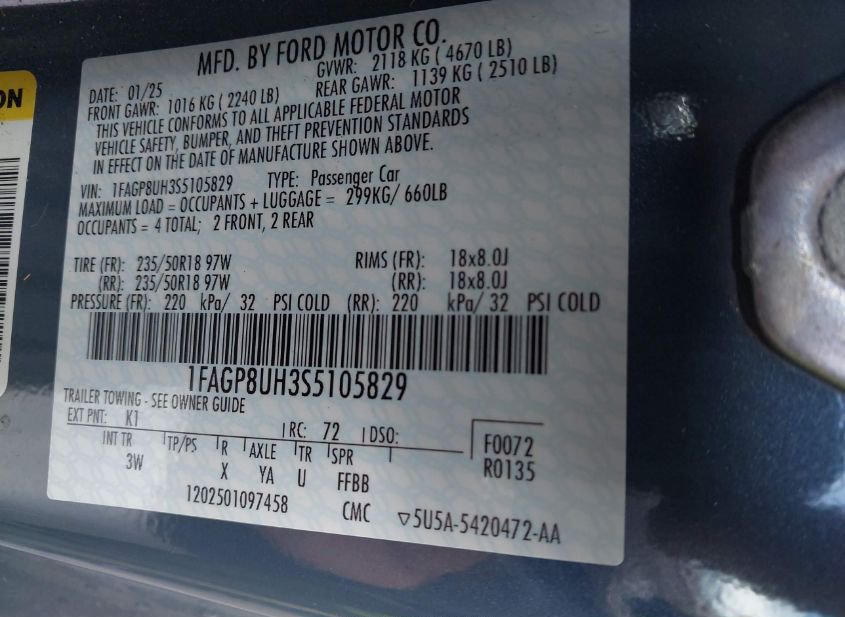 ON
MFD. BY FORD MOTOR CO.
DATE: 01/25 GVWR: 2118 KG ( 4670 LB)
FRONT GAWR: 1016 KG ( 2240 LB) REAR GAWR: 1139 KG ( 2510 LB)
THIS VEHICLE CONFORMS TO ALL APPLICABLE FEDERAL MOTOR
VEHICLE SAFETY, BUMPER, AND THEFT PREVENTION STANDARDS
IN EFFECT ON THE DATE OF MANUFACTURE SHOWN ABOVE.
VIN: 1FAGP8UH3S5105829 TYPE: Passenger Car
MAXIMUM LOAD = OCCUPANTS + LUGGAGE = 299KG/ 660LB
OCCUPANTS = 4 TOTAL; 2 FRONT, 2 REAR
TIRE (FR): 235/50R18 97W RIMS (FR): 18x8.0J
(RR): 235/50R18 97W (RR): 18x8.0J
PRESSURE (FR): 220 kPa/ 32 PSI COLD (RR): 220 kPa/ 32 PSI COLD
1FAGP8UH3S5105829
TRAILER TOWING - SEE OWNER GUIDE
EXT PNT: K1 RC: 72 DSO: F0072
INT TR TP/PS R AXLE TR SPR R0135
3W X YA U FFBB
1202501097458 CMC ▽5U5A-5420472-AA